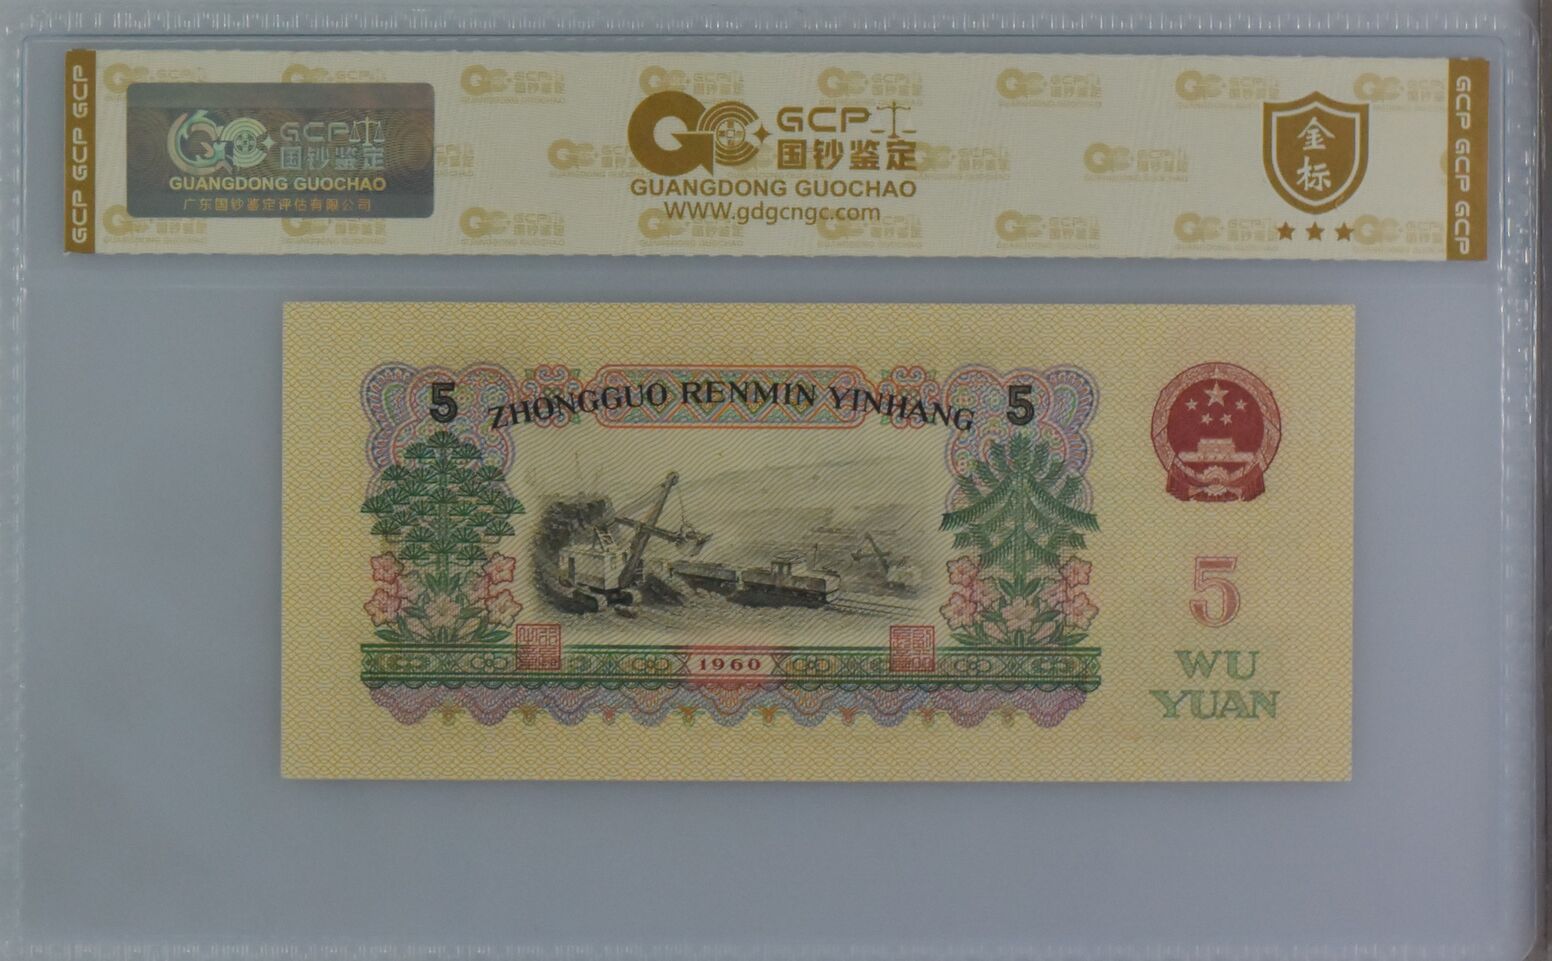 GCP GCP GCP
GCP 国钞鉴定
GUANGDONG GUOCHAO
广东国钞鉴定评估有限公司
GCP
国钞鉴定
GUANGDONG GUOCHAO
WWW.gdgcngc.com
金标
GCP GCP GCP
5 ZHONGGUO RENMIN YINHANG 5
1960
5
WU
YUAN